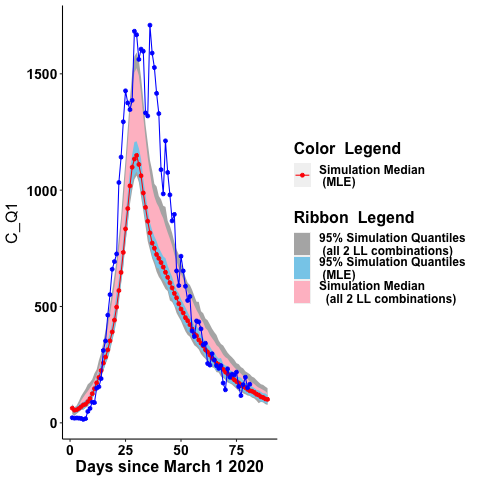 1500
1000
500
0
C_Q1
0 25 50 75
Days since March 1 2020
Color Legend
Simulation Median
(MLE)
Ribbon Legend
95% Simulation Quantiles
(all 2 LL combinations)
95% Simulation Quantiles
(MLE)
Simulation Median
(all 2 LL combinations)